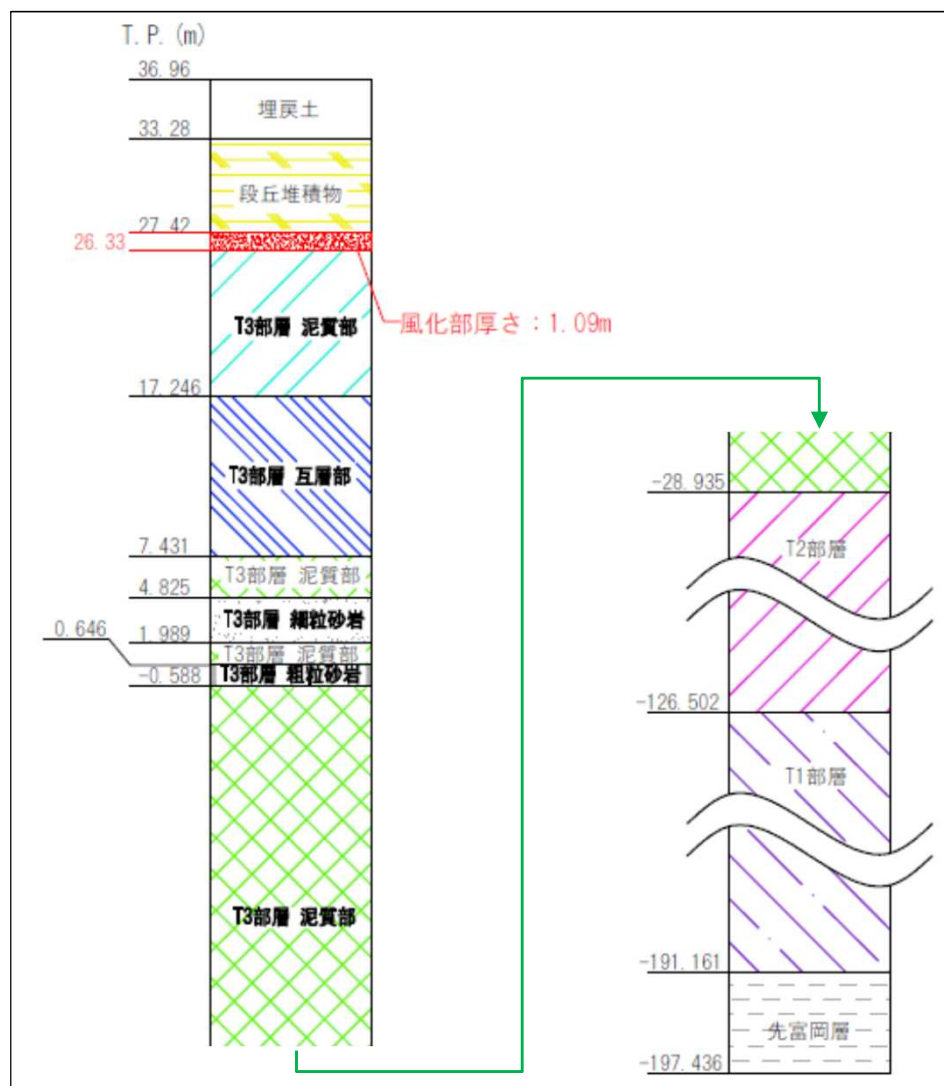 T.P.(m)
36.96
埋戻土
33.28
段丘堆積物
27.42
26.33
風化部厚さ:1.09m
T3部層 泥質部
17.246
T3部層 互層部
7.431
T3部層 泥質部
4.825
T3部層 細粒砂岩
0.646
1.989
T3部層 泥質部
-0.588
T3部層 粗粒砂岩
T3部層 泥質部
-28.935
T2部層
-126.502
T1部層
-191.161
先富岡層
-197.436